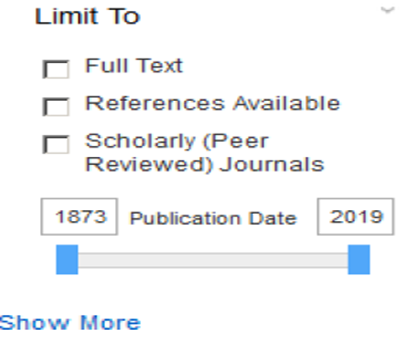 Limit To
Full Text
References Available
Scholarly (Peer
Reviewed) Journals
1873 Publication Date 2019
Show More